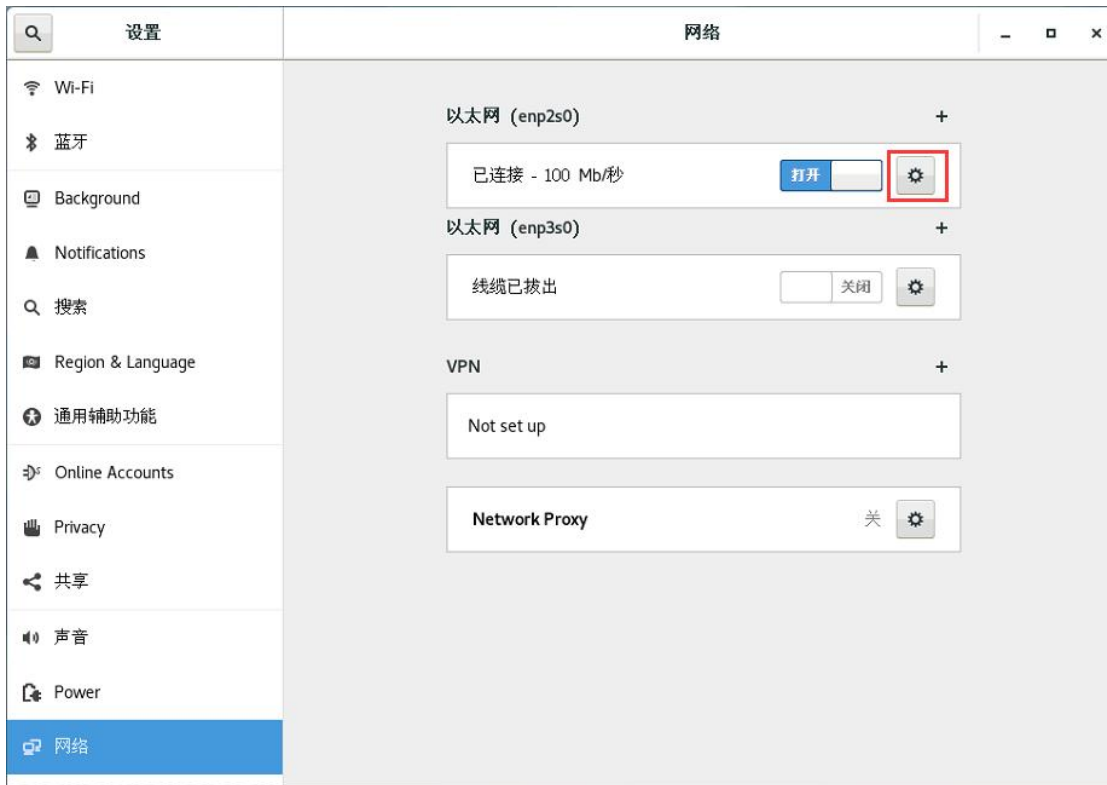 设置
网络
Wi-Fi
蓝牙
Background
Notifications
搜索
Region & Language
通用辅助功能
Online Accounts
Privacy
共享
声音
Power
网络
以太网 (enp2s0)
已连接 - 100 Mb/秒
打开
以太网 (enp3s0)
线缆已拔出
关闭
VPN
Not set up
Network Proxy
关